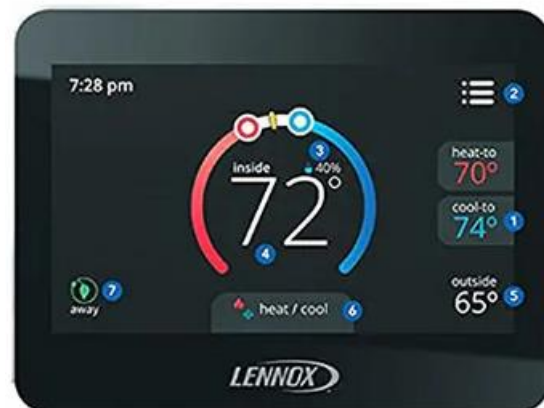 LENNOX
7:28 pm
2
3
inside
40%
72°
4
heat-to
70°
cool-to
74°
1
outside
65°
5
7
away
heat / cool
6
LENNOX